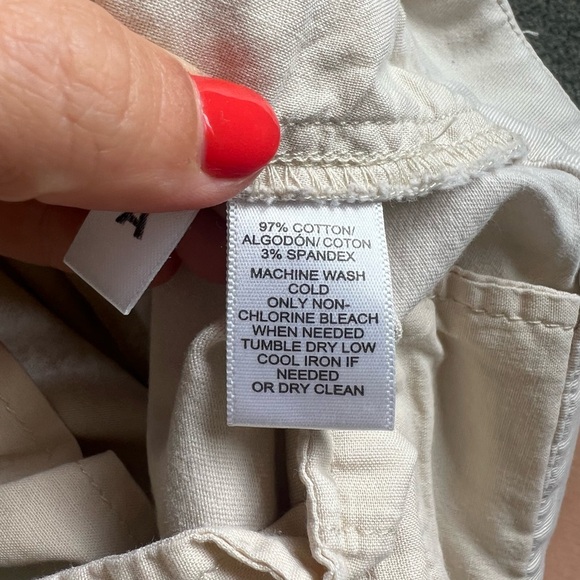 97% COTTON/
ALGODÓN/ COTON
3% SPANDEX
MACHINE WASH
COLD
ONLY NON-
CHLORINE BLEACH
WHEN NEEDED
TUMBLE DRY LOW
COOL IRON IF
NEEDED
OR DRY CLEAN
A